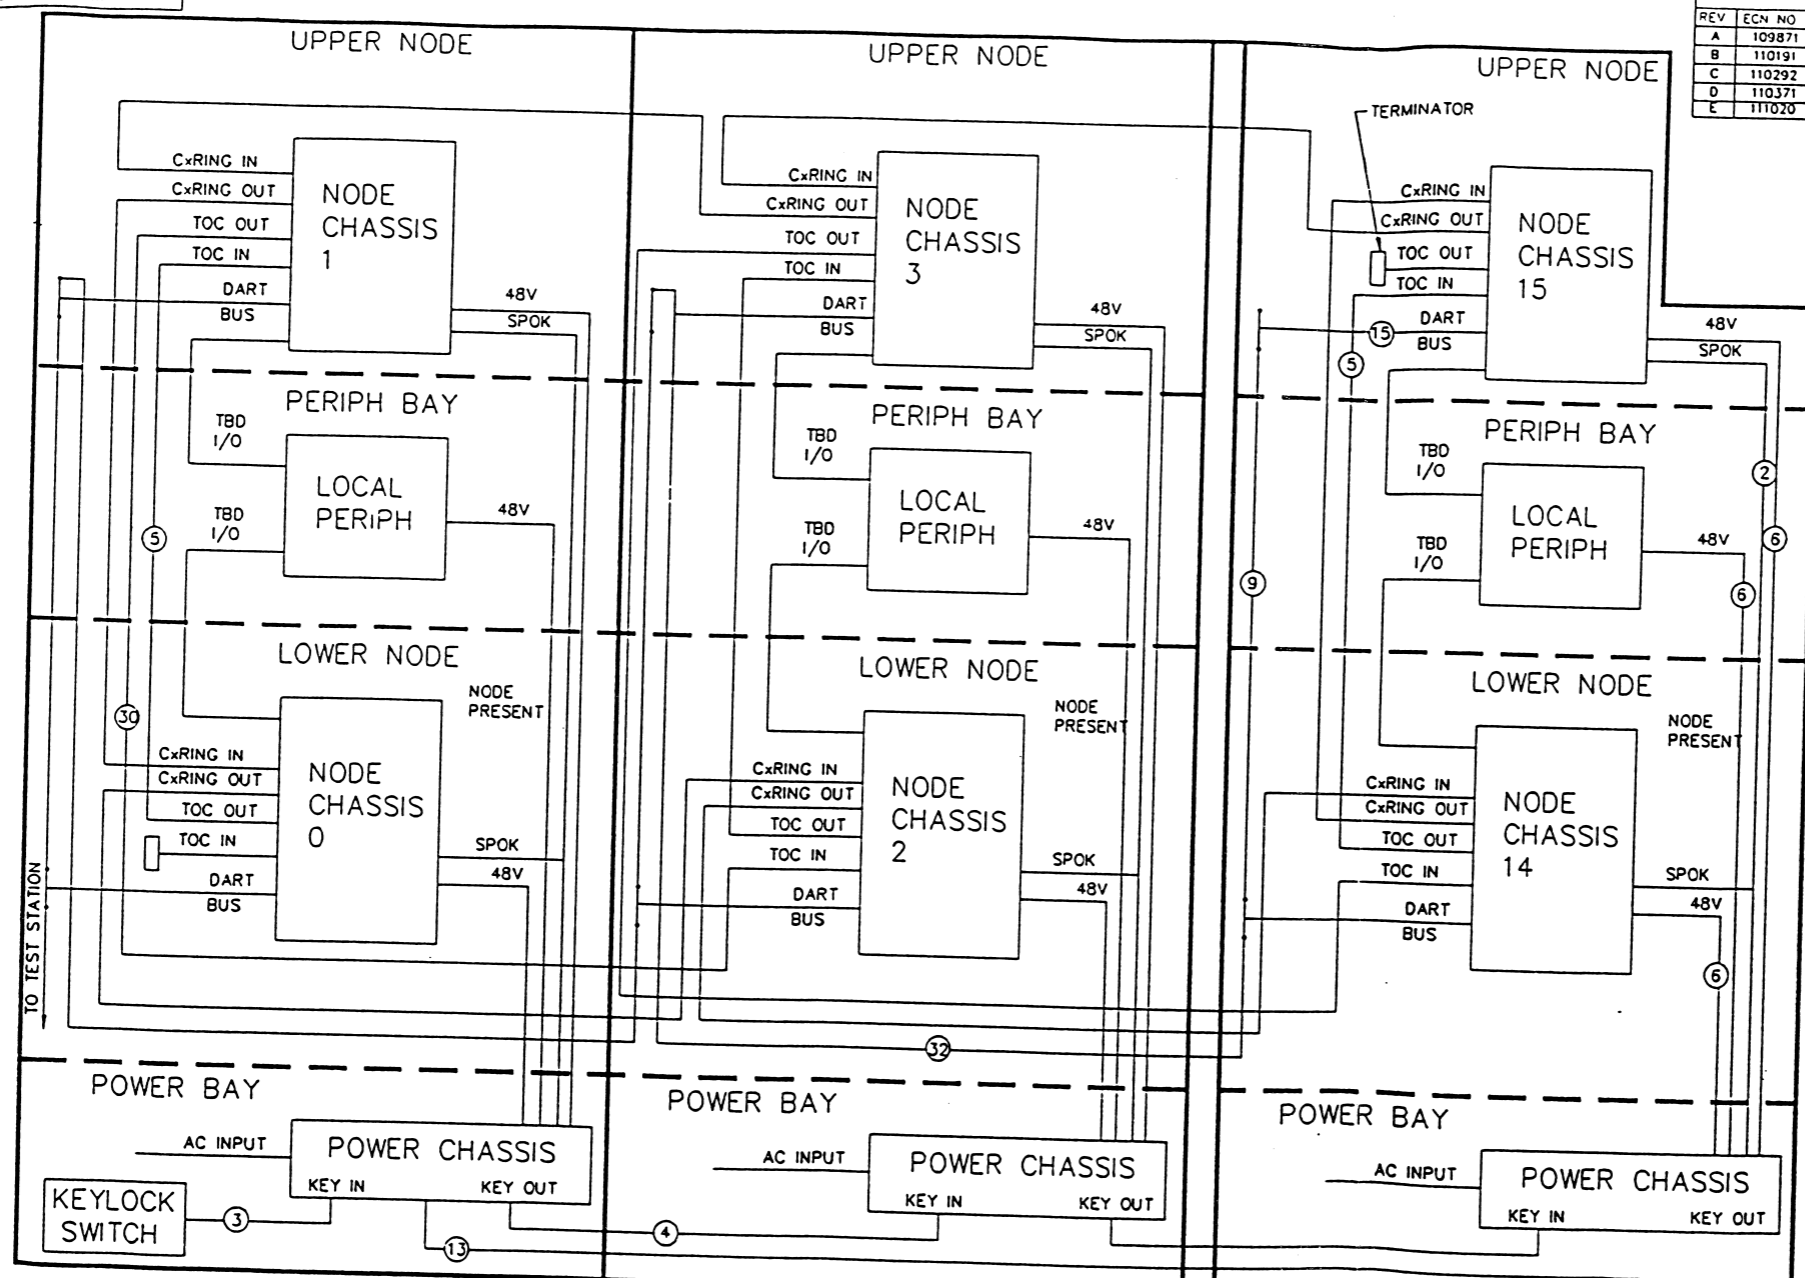 REV ECN NO
A 109871
B 110191
C 110292
D 110371
E 111020
UPPER NODE
CxRING IN
CxRING OUT
TOC OUT
TOC IN
DART
BUS
NODE
CHASSIS
1
48V
SPOK
PERIPH BAY
TBD
I/O
LOCAL
PERIPH
48V
TBD
I/O
5
LOWER NODE
NODE
PRESENT
30
CxRING IN
CxRING OUT
TOC OUT
TOC IN
DART
BUS
NODE
CHASSIS
0
SPOK
48V
TO TEST STATION
POWER BAY
AC INPUT
POWER CHASSIS
KEY IN KEY OUT
KEYLOCK
SWITCH
3
13
4
UPPER NODE
CxRING IN
CxRING OUT
TOC OUT
TOC IN
DART
BUS
NODE
CHASSIS
3
48V
SPOK
PERIPH BAY
TBD
I/O
LOCAL
PERIPH
48V
TBD
I/O
LOWER NODE
NODE
PRESENT
CxRING IN
CxRING OUT
TOC OUT
TOC IN
DART
BUS
NODE
CHASSIS
2
SPOK
48V
32
POWER BAY
AC INPUT
POWER CHASSIS
KEY IN KEY OUT
UPPER NODE
TERMINATOR
CxRING IN
CxRING OUT
TOC OUT
TOC IN
DART
BUS
15
5
NODE
CHASSIS
15
48V
SPOK
PERIPH BAY
TBD
I/O
LOCAL
PERIPH
48V
TBD
I/O
2
6
6
9
LOWER NODE
NODE
PRESENT
CxRING IN
CxRING OUT
TOC OUT
TOC IN
DART
BUS
NODE
CHASSIS
14
SPOK
48V
6
POWER BAY
AC INPUT
POWER CHASSIS
KEY IN KEY OUT